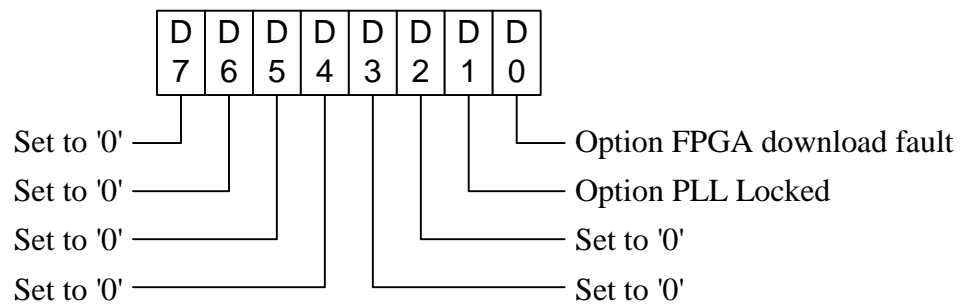 D D D D D D D D
7 6 5 4 3 2 1 0
Set to '0' Option FPGA download fault
Set to '0' Option PLL Locked
Set to '0' Set to '0'
Set to '0' Set to '0'